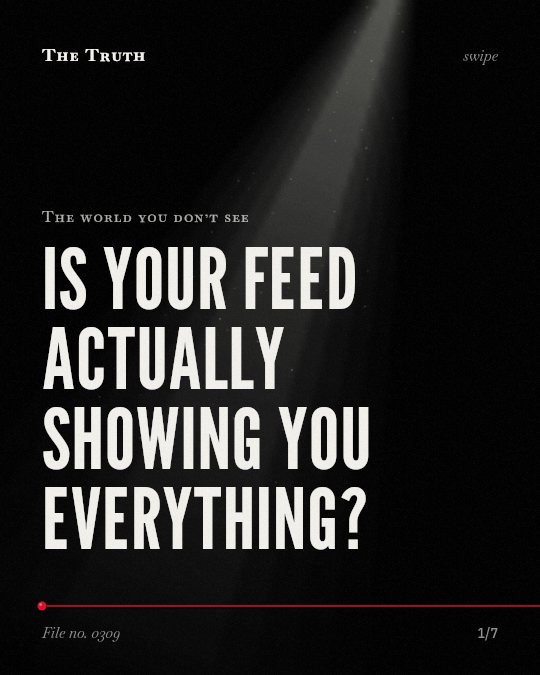 The Truth
swipe
The world you don't see
IS YOUR FEED
ACTUALLY
SHOWING YOU
EVERYTHING?
File no. 0309
1/7